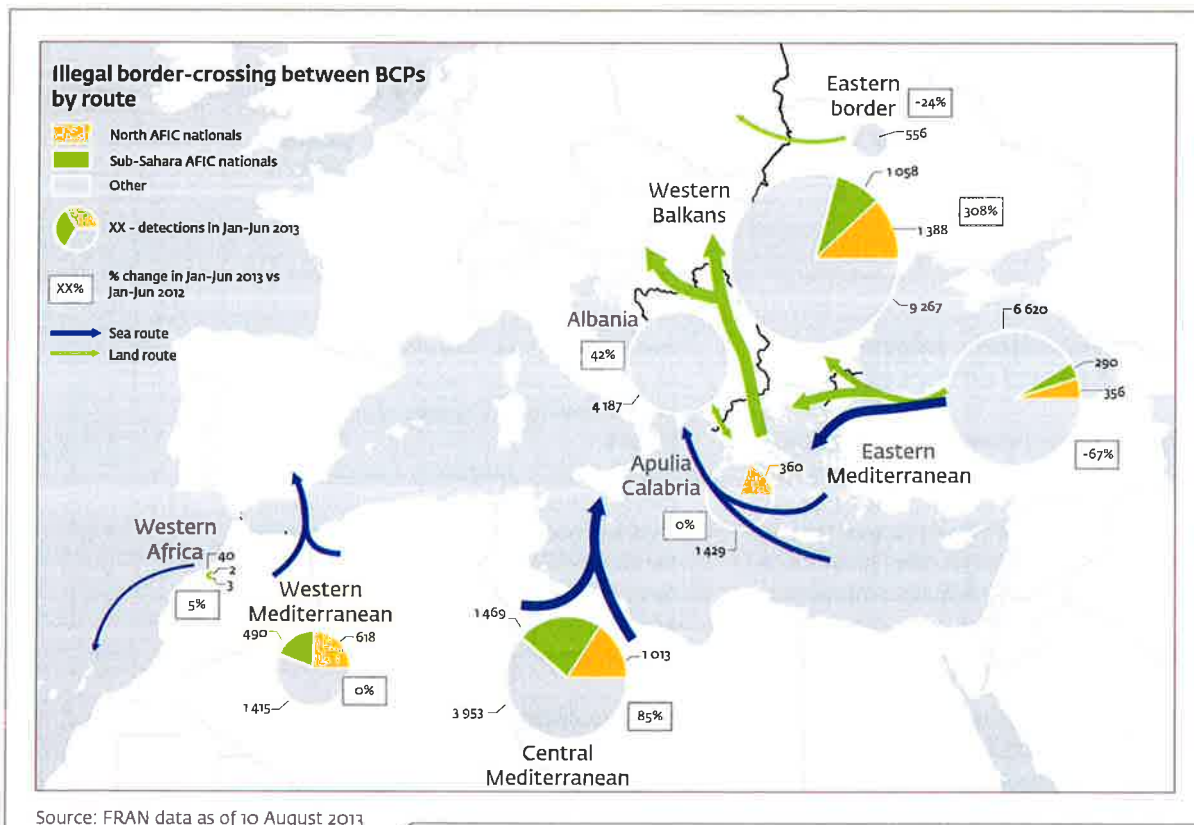 Illegal border-crossing between BCPs
by route
North AFIC nationals
Sub-Sahara AFIC nationals
Other
XX - detections in Jan-Jun 2013
XX%
% change in Jan-Jun 2013 vs
Jan-Jun 2012
Sea route
Land route
Eastern
border
-24%
556
Western
Balkans
1 058
308%
1 388
9 267
Albania
42%
4 187
6 620
290
356
-67%
Eastern
Mediterranean
Apulia
Calabria
360
0%
1 429
Western
Africa
40
2
3
5%
Western
Mediterranean
490
618
0%
1 415
1 469
1 013
3 953
85%
Central
Mediterranean
Source: FRAN data as of 10 August 2013